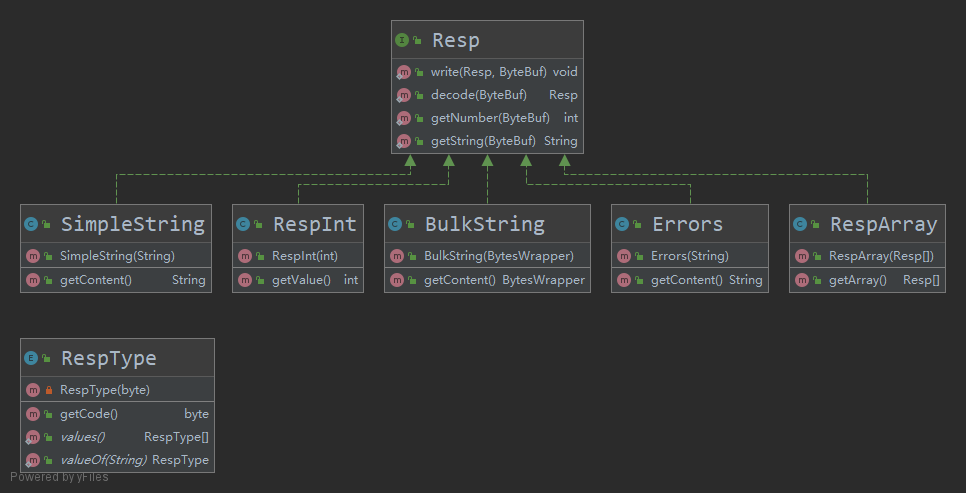 Resp
write(Resp, ByteBuf) void
decode(ByteBuf) Resp
getNumber(ByteBuf) int
getString(ByteBuf) String
SimpleString
SimpleString(String)
getContent() String
RespInt
RespInt(int)
getValue() int
BulkString
BulkString(BytesWrapper)
getContent() BytesWrapper
Errors
Errors(String)
getContent() String
RespArray
RespArray(Resp[])
getArray() Resp[]
RespType
RespType(byte)
getCode() byte
values() RespType[]
valueOf(String) RespType
Powered by yFiles